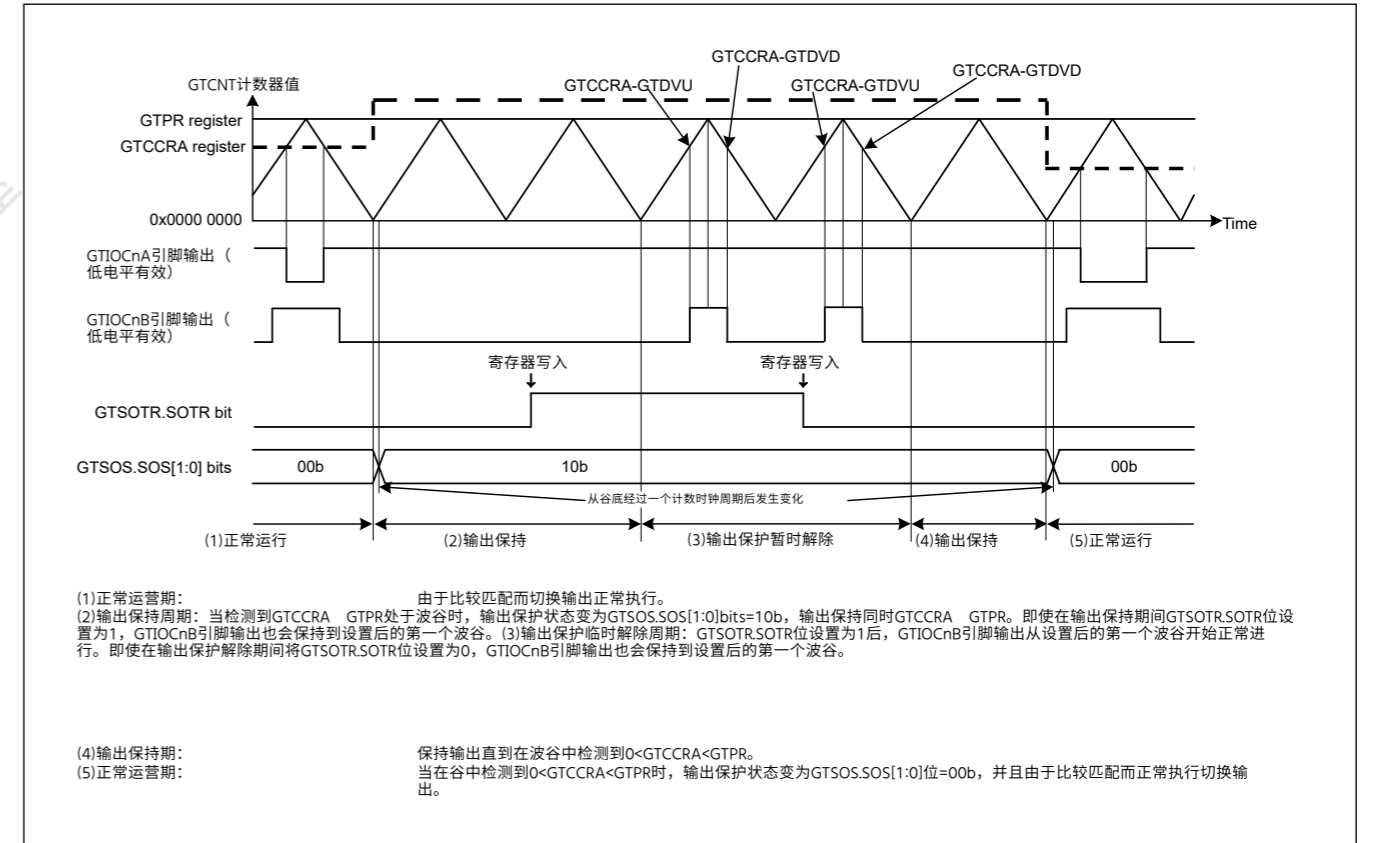 GTCCRA-GTDVD
GTCCRA-GTDVU
GTCCRA-GTDVU
GTCCRA-GTDVD
GTCNT计数器值
GTPR register
GTCCRA register
0x0000 0000
Time
GTIOCnA引脚输出（
低电平有效）
GTIOCnB引脚输出（
低电平有效）
寄存器写入
寄存器写入
GTSOTR.SOTR bit
GTSOS.SOS[1:0] bits
00b
10b
00b
从谷底经过一个计数时钟周期后发生变化
(1)正常运行
(2)输出保持
(3)输出保护暂时解除
(4)输出保持
(5)正常运行
(1)正常运营期： 由于比较匹配而切换输出正常执行。
(2)输出保持周期：当检测到GTCCRA GTPR处于波谷时，输出保护状态变为GTSOS.SOS[1:0]bits=10b，输出保持同时GTCCRA GTPR。即使在输出保持期间GTSOTR.SOTR位设
置为1，GTIOCnB引脚输出也会保持到设置后的第一个波谷。(3)输出保护临时解除周期：GTSOTR.SOTR位设置为1后，GTIOCnB引脚输出从设置后的第一个波谷开始正常进
行。即使在输出保护解除期间将GTSOTR.SOTR位设置为0，GTIOCnB引脚输出也会保持到设置后的第一个波谷。
(4)输出保持期： 保持输出直到在波谷中检测到0<GTCCRA<GTPR。
(5)正常运营期： 当在谷中检测到0<GTCCRA<GTPR时，输出保护状态变为GTSOS.SOS[1:0]位=00b，并且由于比较匹配而正常执行切换输
出。